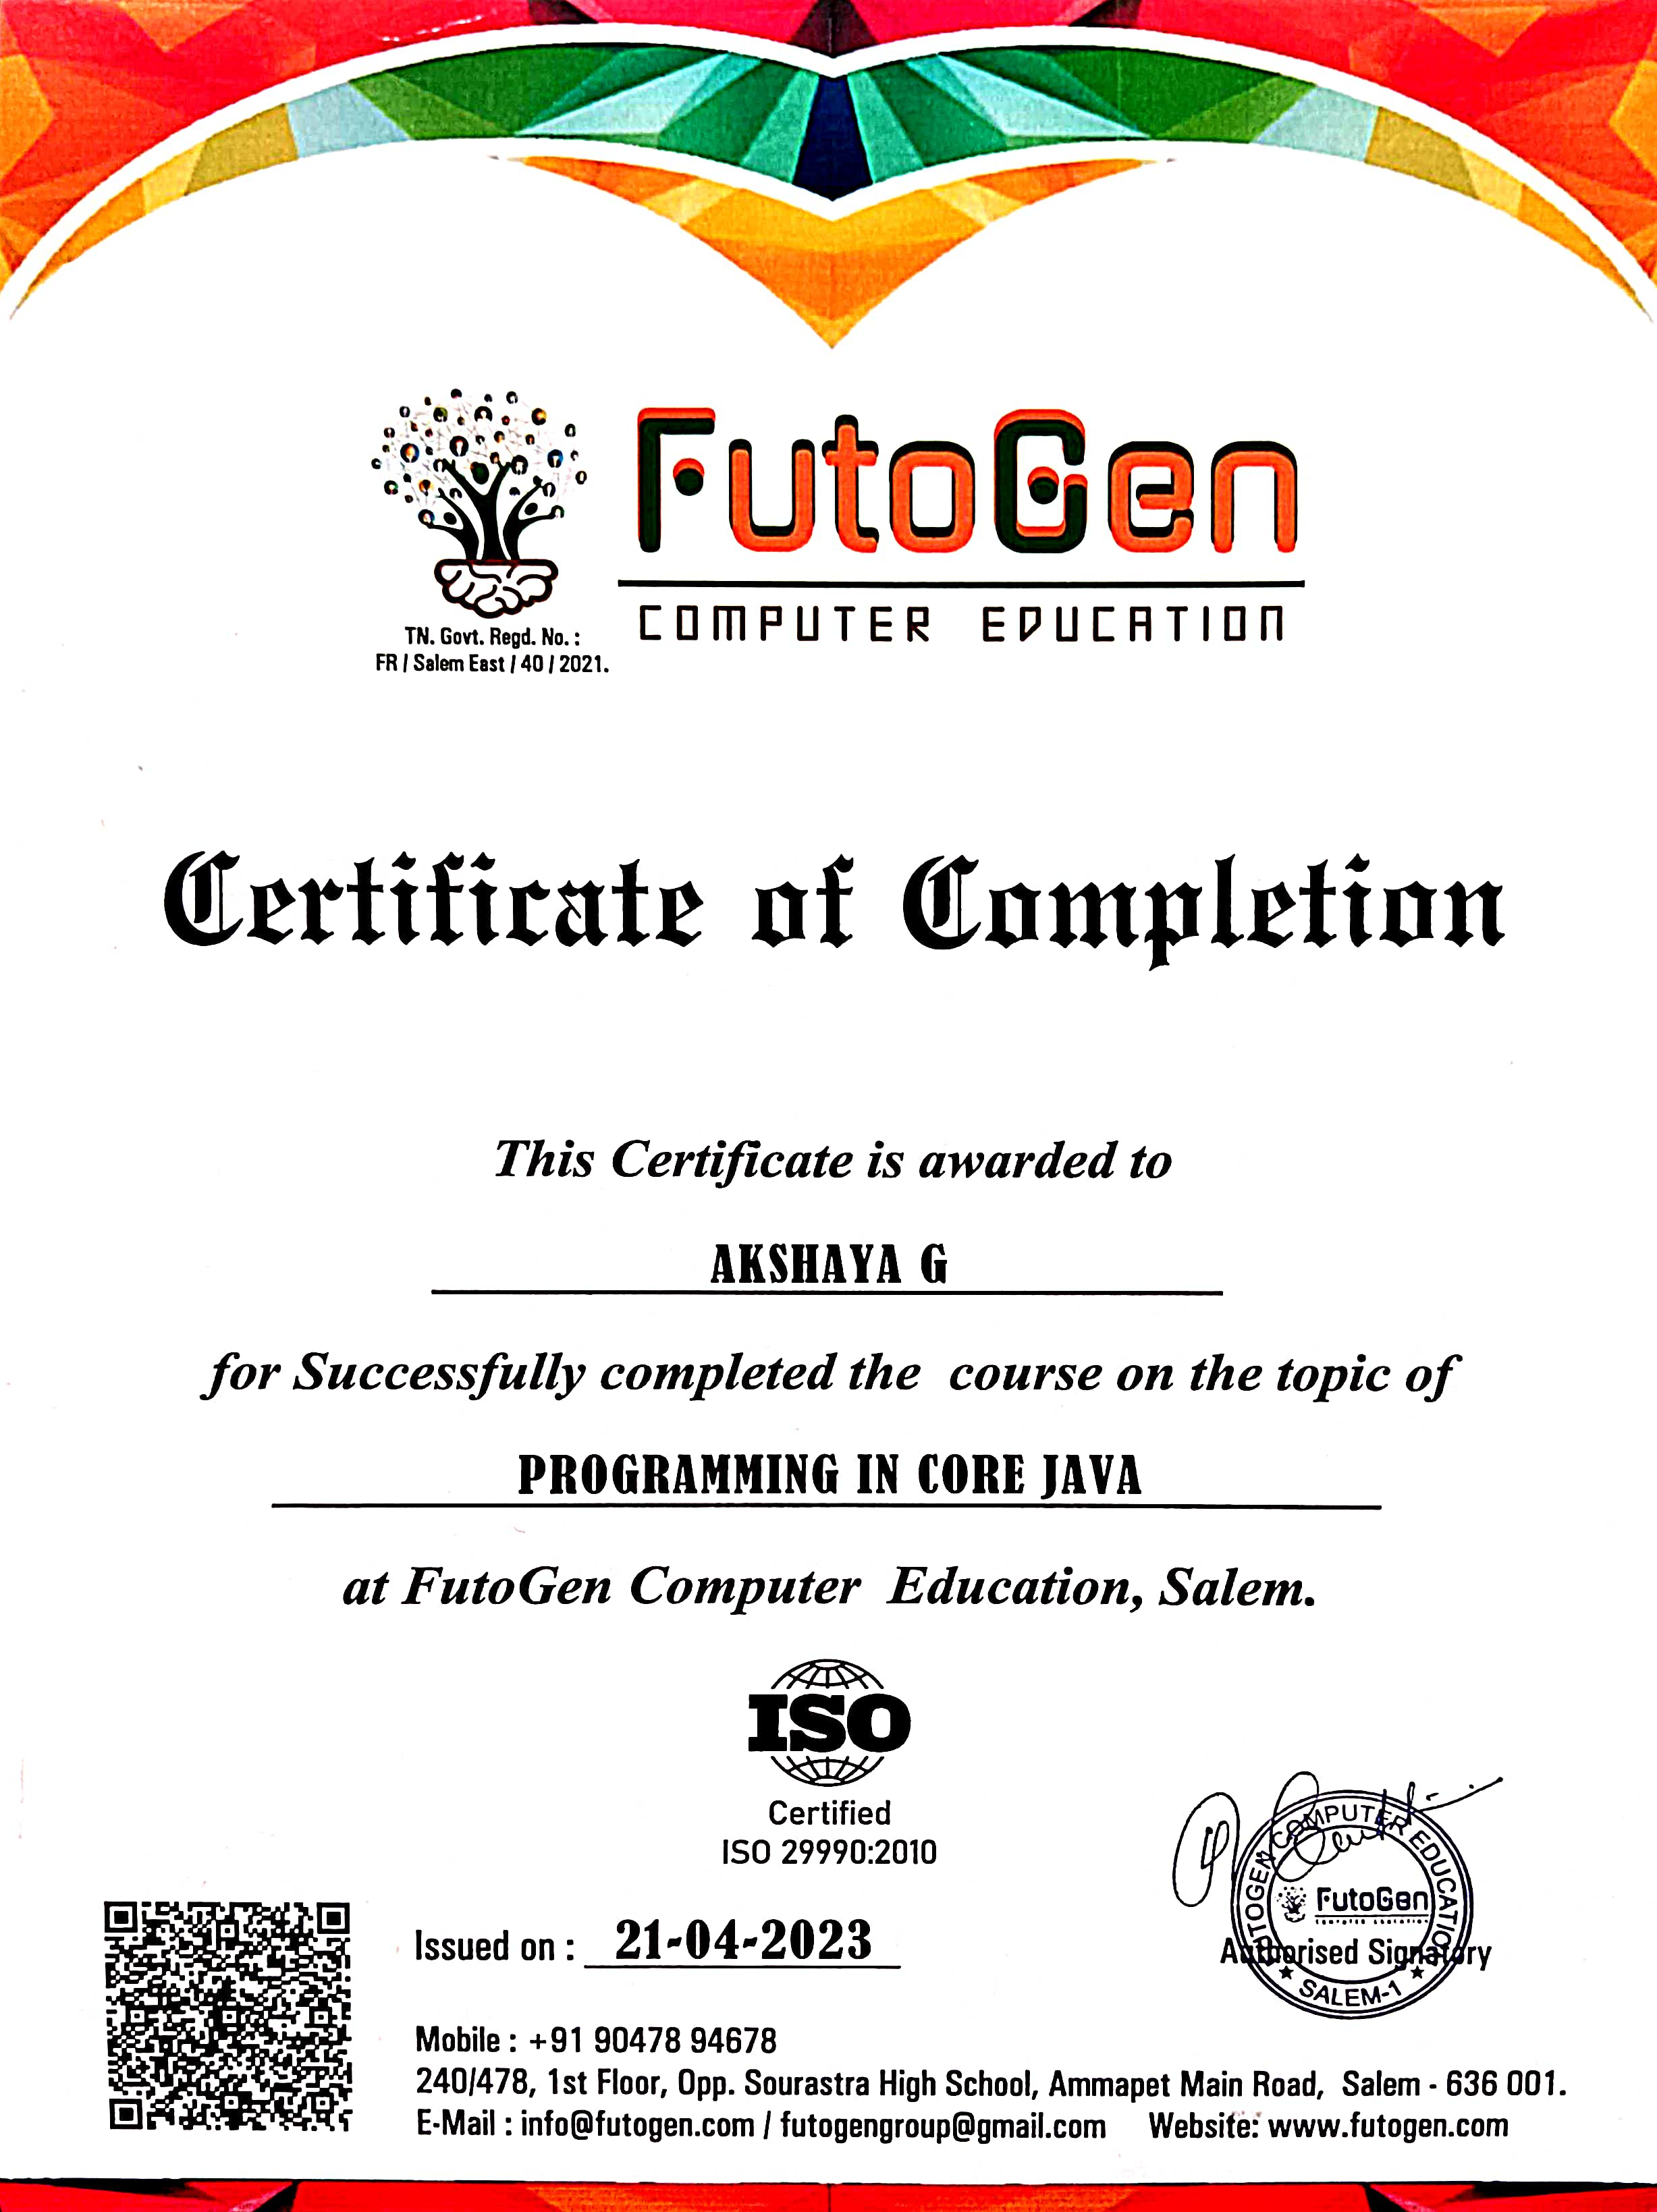 FutoGen
COMPUTER EDUCATION
TN. Govt. Regd. No. :
FR / Salem East / 40 / 2021.
Certificate of Completion
This Certificate is awarded to
AKSHAYA G
for Successfully completed the course on the topic of
PROGRAMMING IN CORE JAVA
at FutoGen Computer Education, Salem.
ISO
Certified
ISO 29990:2010
FUTOGEN COMPUTER EDUCATION
FutoGen
SALEM-1
Authorised Signatory
Issued on : 21-04-2023
Mobile : +91 90478 94678
240/478, 1st Floor, Opp. Sourastra High School, Ammapet Main Road, Salem - 636 001.
E-Mail : info@futogen.com / futogengroup@gmail.com Website: www.futogen.com